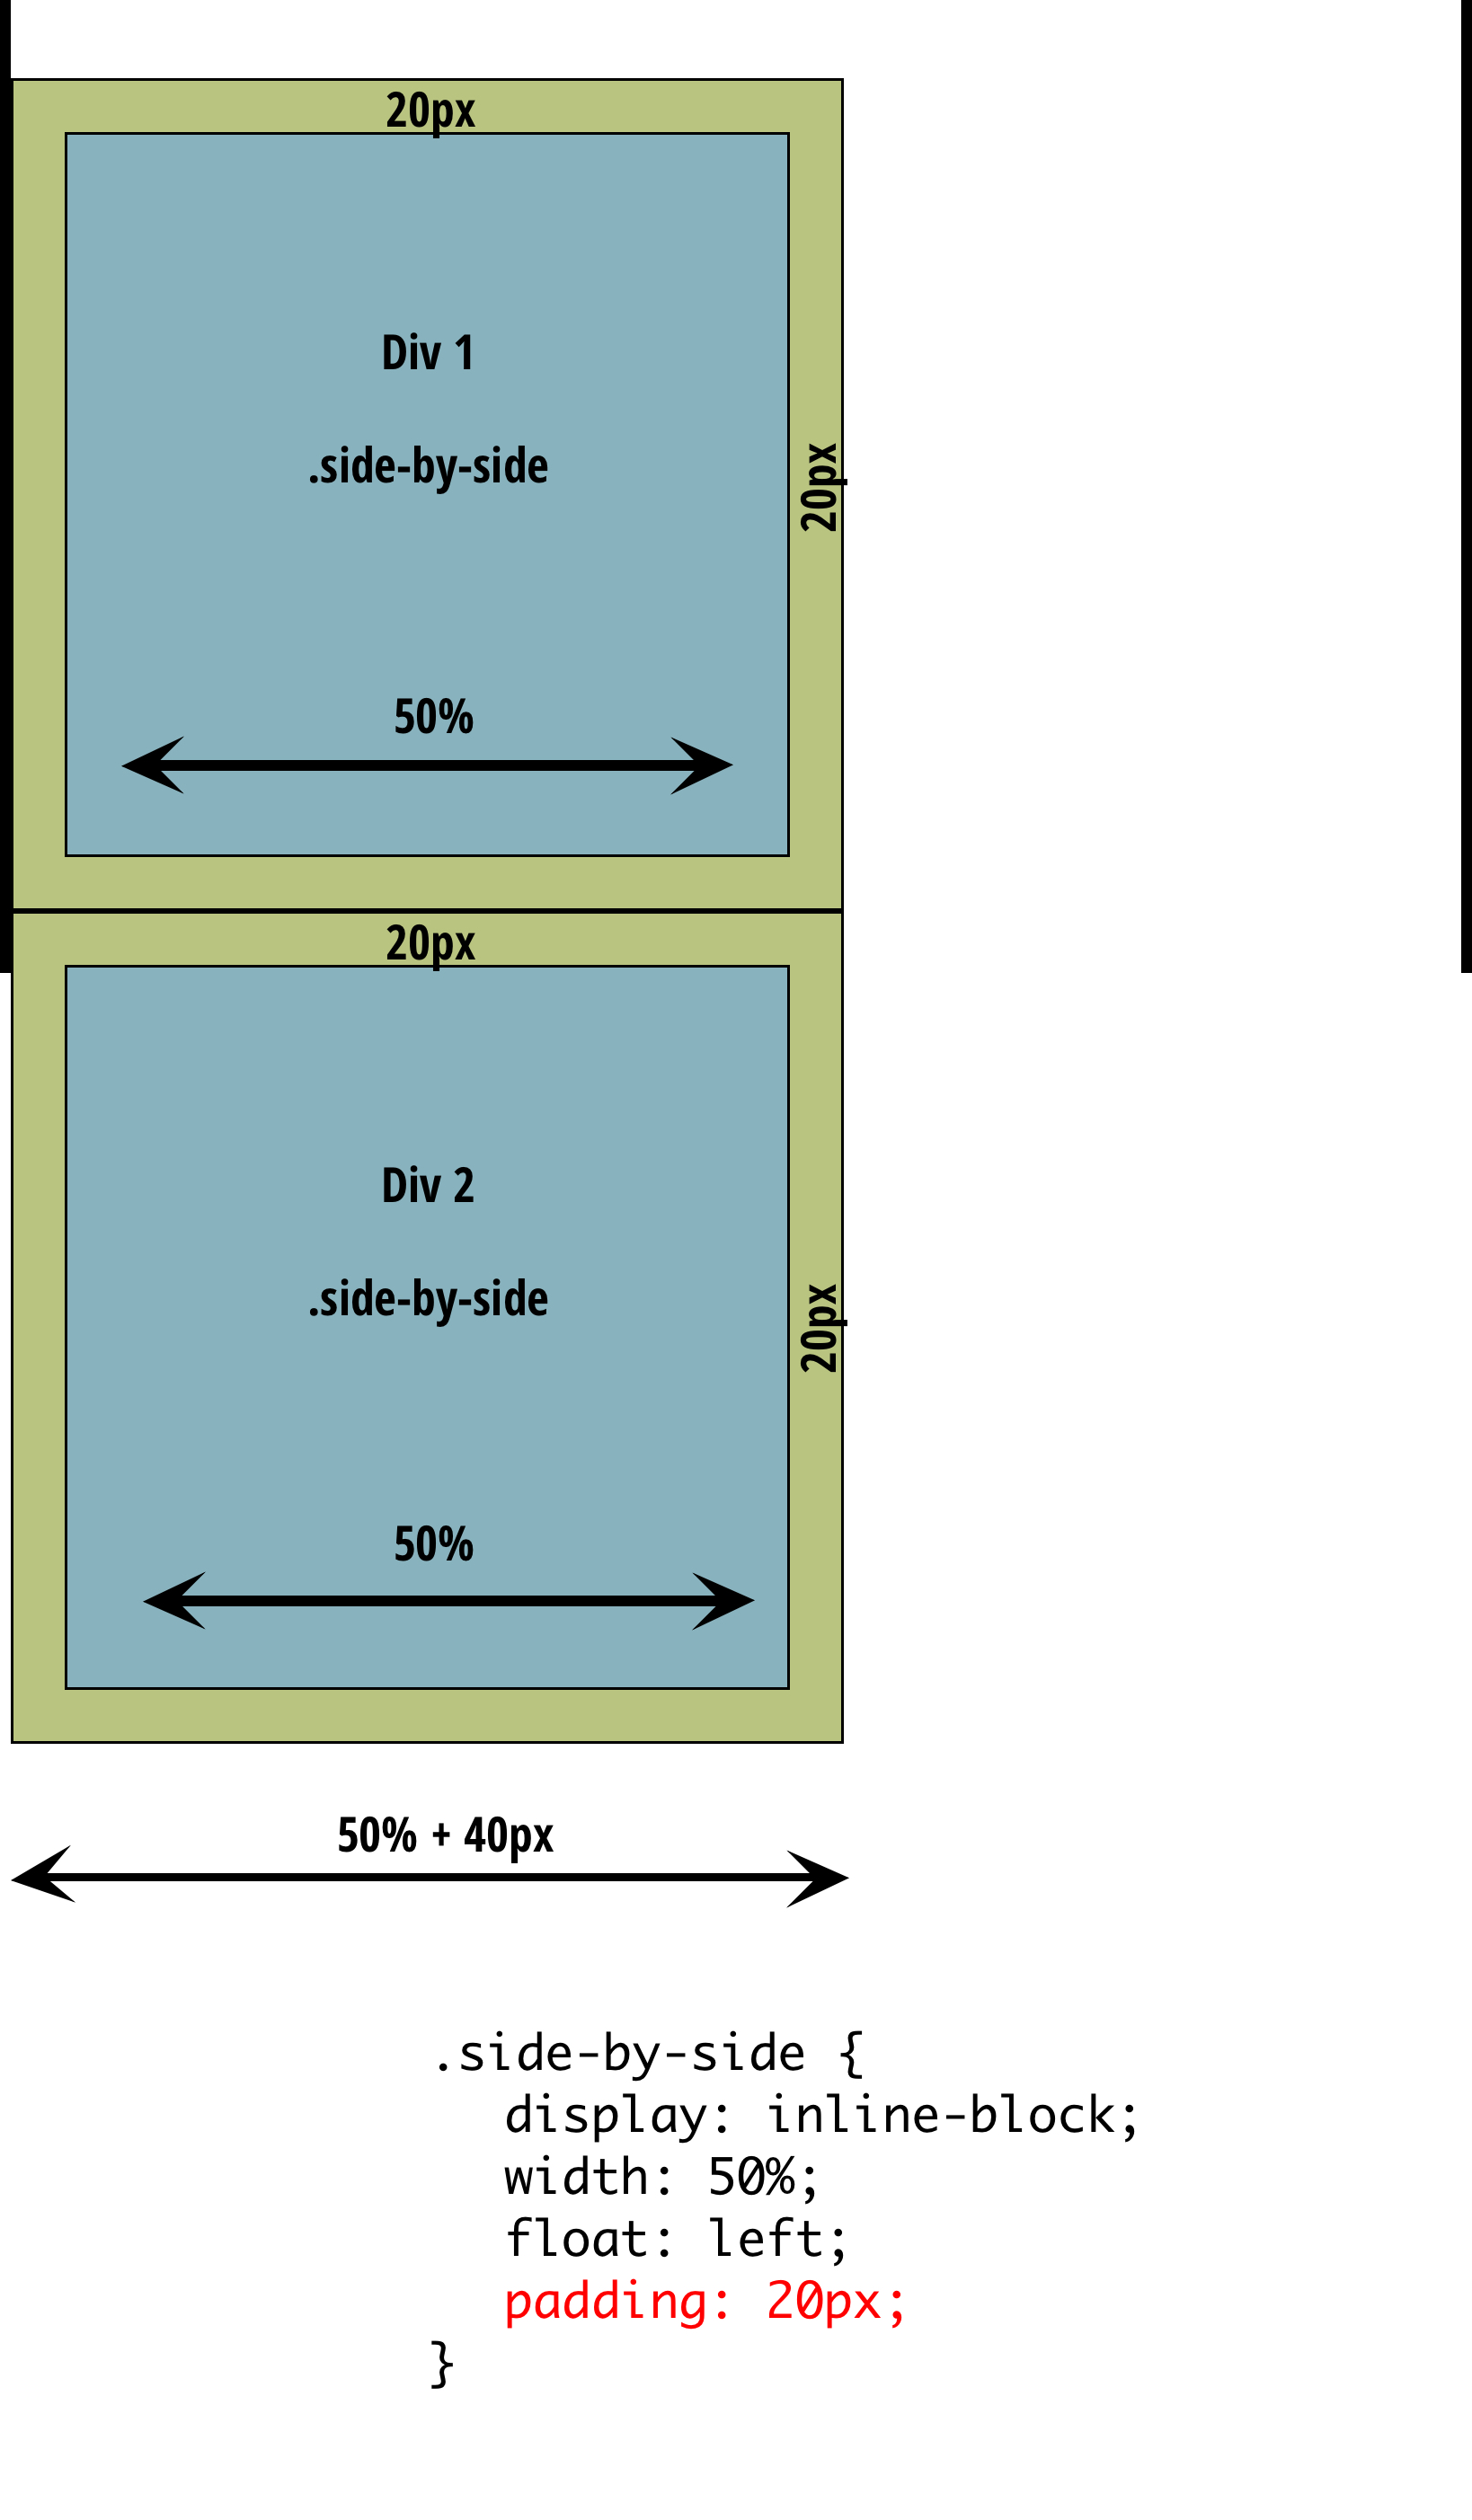 20px
Div 1
.side-by-side
20px
50%
20px
Div 2
.side-by-side
20px
50%
50% + 40px
.side-by-side {
display: inline-block;
width: 50%;
float: left;
padding: 20px;
}